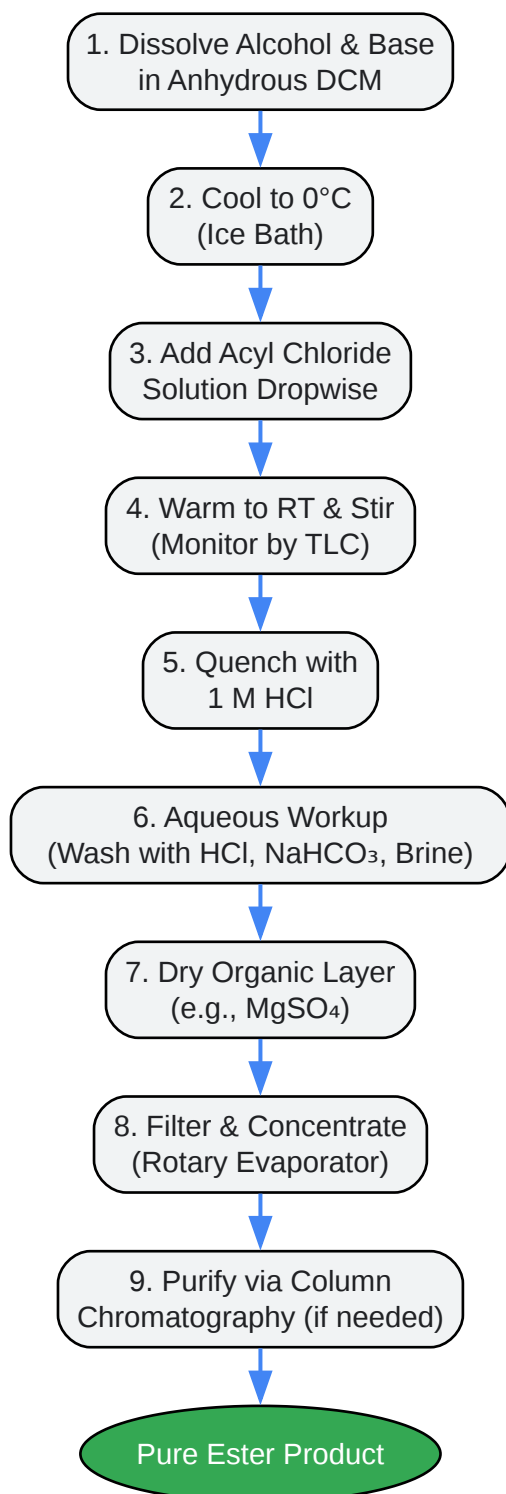 1. Dissolve Alcohol & Base
in Anhydrous DCM
2. Cool to 0°C
(Ice Bath)
3. Add Acyl Chloride
Solution Dropwise
4. Warm to RT & Stir
(Monitor by TLC)
5. Quench with
1 M HCl
6. Aqueous Workup
(Wash with HCl, NaHCO₃, Brine)
7. Dry Organic Layer
(e.g., MgSO₄)
8. Filter & Concentrate
(Rotary Evaporator)
9. Purify via Column
Chromatography (if needed)
Pure Ester Product